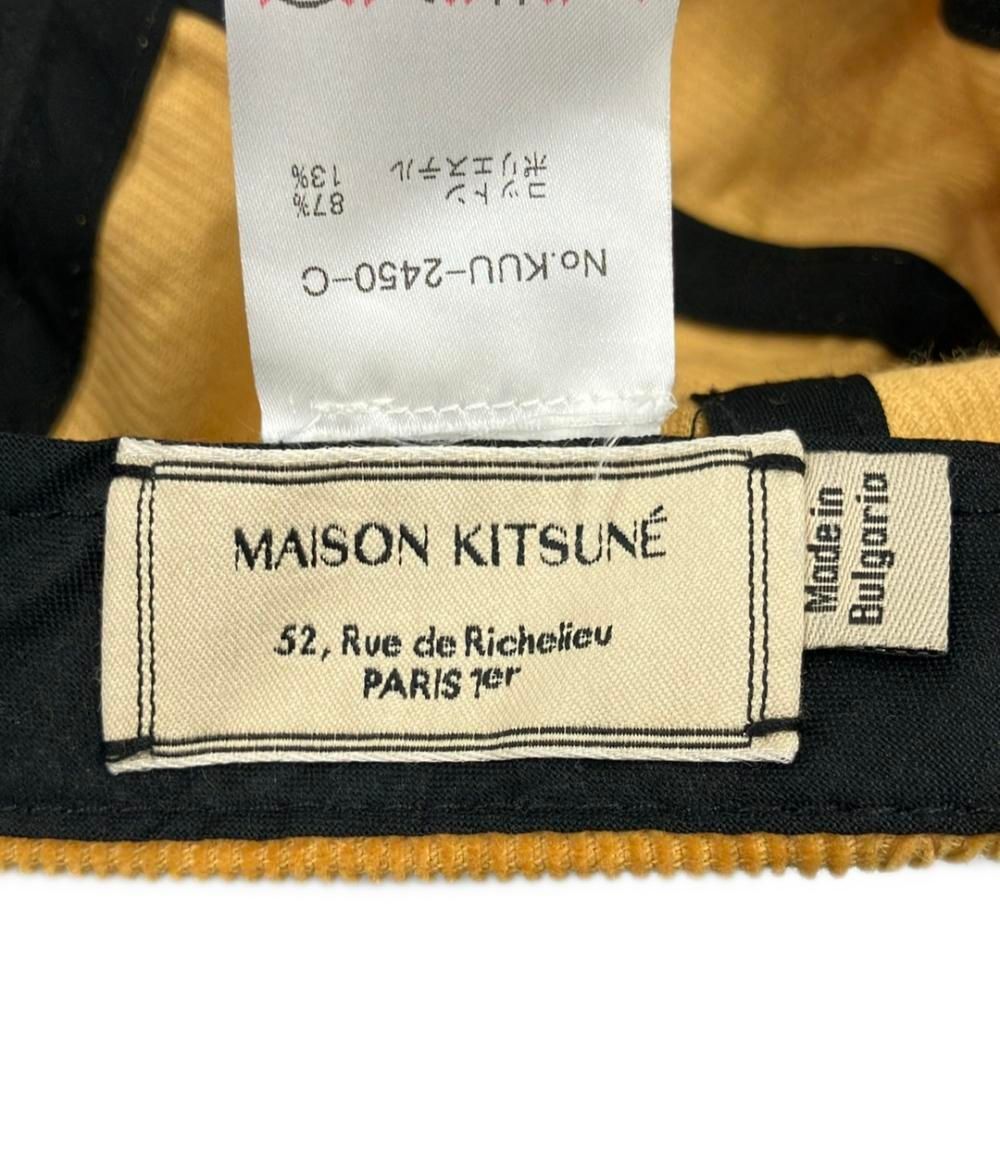 No.KUU-2450-C
コットン 87%
ポリエステル 13%
MAISON KITSUNÉ
52, Rue de Richelieu
PARIS 1er
Made in
Bulgaria